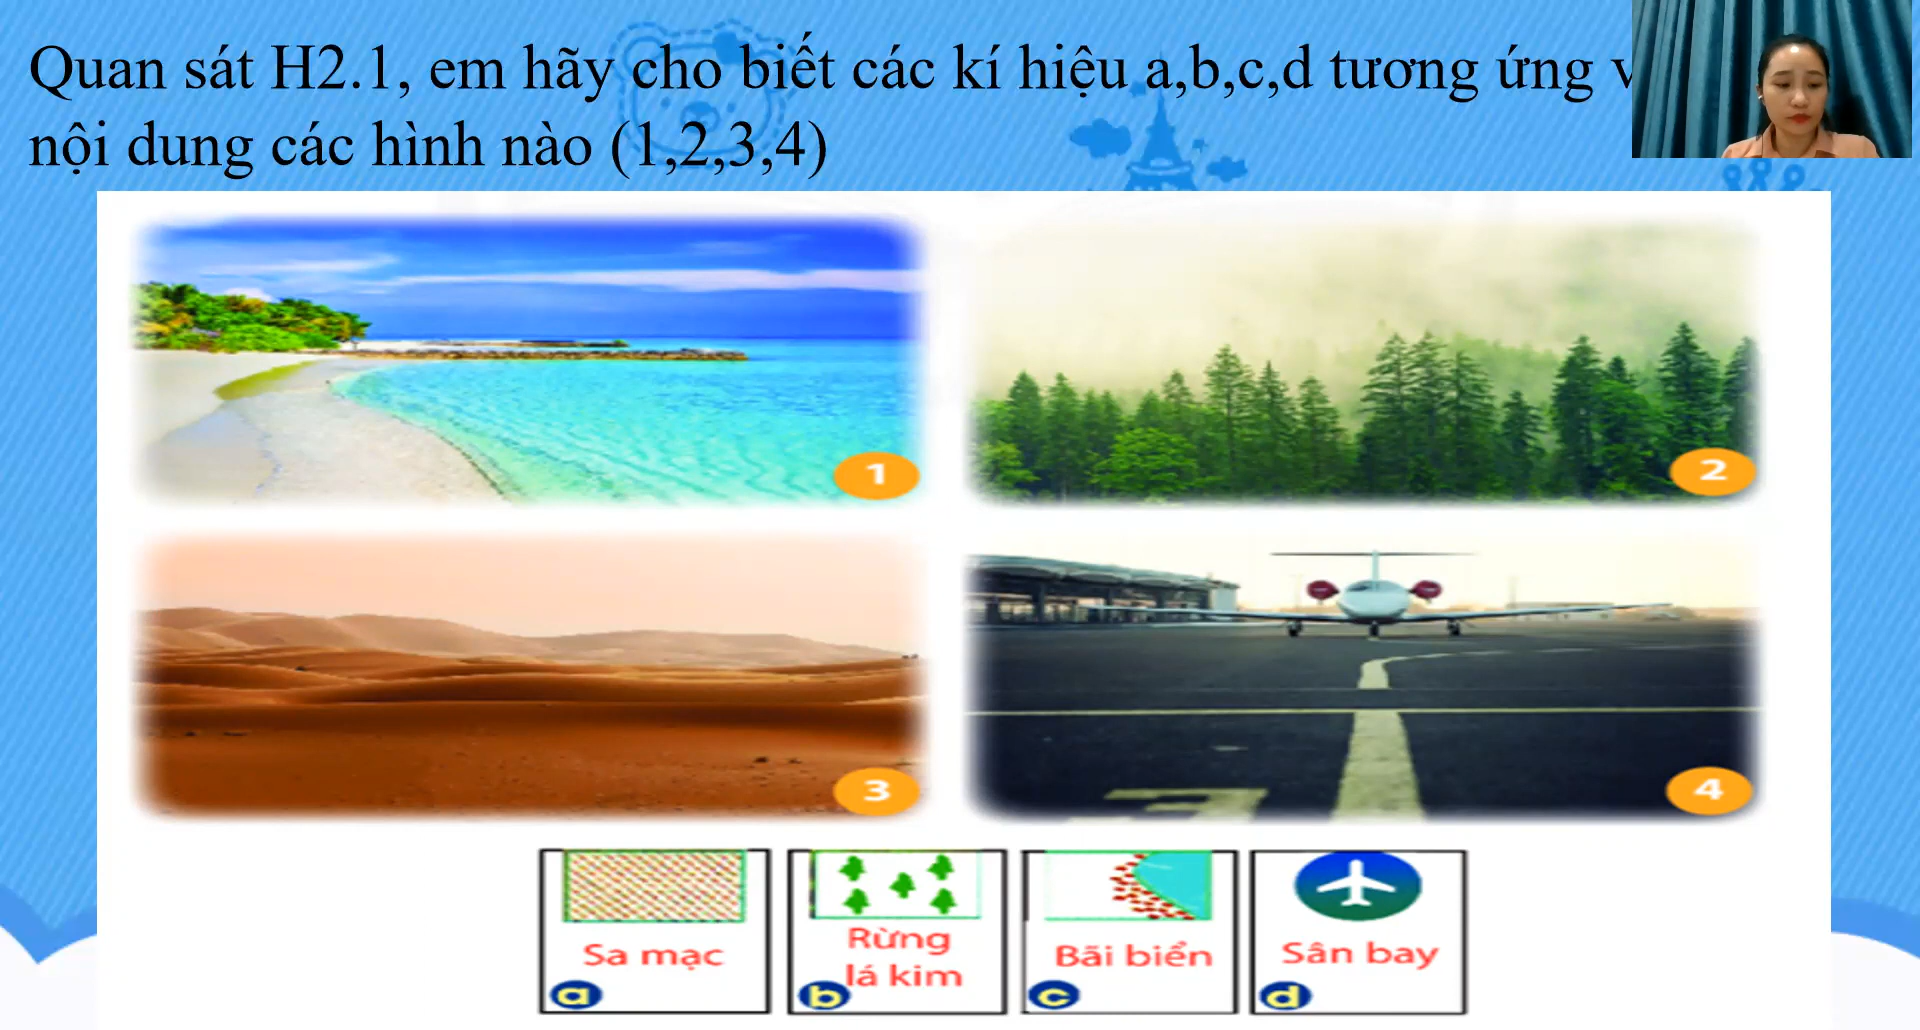 Quan sát H2.1, em hãy cho biết các kí hiệu a,b,c,d tương ứng
nội dung các hình nào (1,2,3,4)
1
2
3
4
Sa mạc
a
Rừng
lá kim
b
Bãi biển
c
Sân bay
d